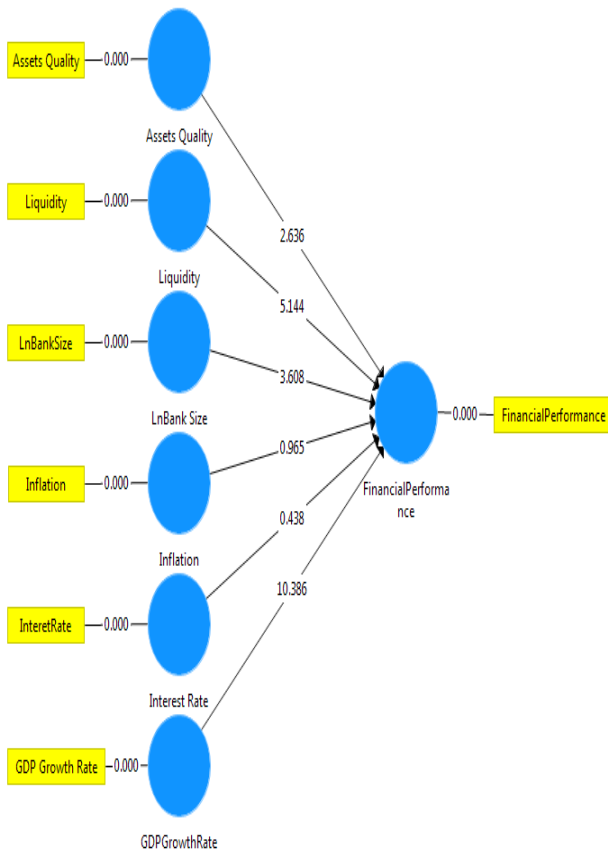 Assets Quality
0.000
Assets Quality
2.636
Liquidity
0.000
5.144
Liquidity
LnBankSize
0.000
3.608
LnBank Size
0.965
0.000
FinancialPerformance
Inflation
0.000
FinancialPerforma
nce
0.438
Inflation
10.386
InteretRate
0.000
Interest Rate
GDP Growth Rate
0.000
GDPGrowthRate